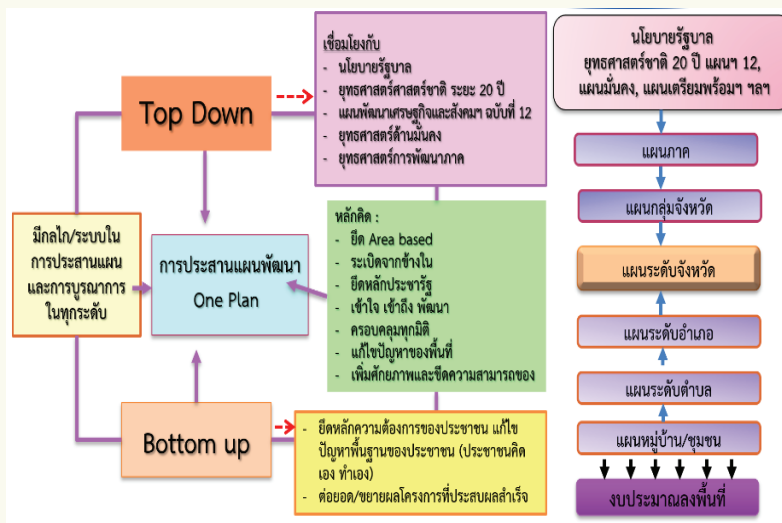 Top Down
เชื่อมโยงกับ
- นโยบายรัฐบาล
- ยุทธศาสตร์ศาสตร์ชาติ ระยะ 20 ปี
- แผนพัฒนาเศรษฐกิจและสังคมฯ ฉบับที่ 12
- ยุทธศาสตร์ด้านมั่นคง
- ยุทธศาสตร์การพัฒนาภาค
มีกลไก/ระบบใน
การประสานแผน
และการบูรณาการ
ในทุกระดับ
การประสานแผนพัฒนา
One Plan
หลักคิด :
- ยึด Area based
- ระเบิดจากข้างใน
- ยึดหลักประชารัฐ
- เข้าใจ เข้าถึง พัฒนา
- ครอบคลุมทุกมิติ
- แก้ไขปัญหาของพื้นที่
- เพิ่มศักยภาพและขีดความสามารถของ
Bottom up
- ยึดหลักความต้องการของประชาชน แก้ไข
ปัญหาพื้นฐานของประชาชน (ประชาชนคิด
เอง ทำเอง)
- ต่อยอด/ขยายผลโครงการที่ประสบผลสำเร็จ
นโยบายรัฐบาล
ยุทธศาสตร์ชาติ 20 ปี แผนฯ 12,
แผนมั่นคง, แผนเตรียมพร้อมฯ ฯลฯ
แผนภาค
แผนกลุ่มจังหวัด
แผนระดับจังหวัด
แผนระดับอำเภอ
แผนระดับตำบล
แผนหมู่บ้าน/ชุมชน
งบประมาณลงพื้นที่